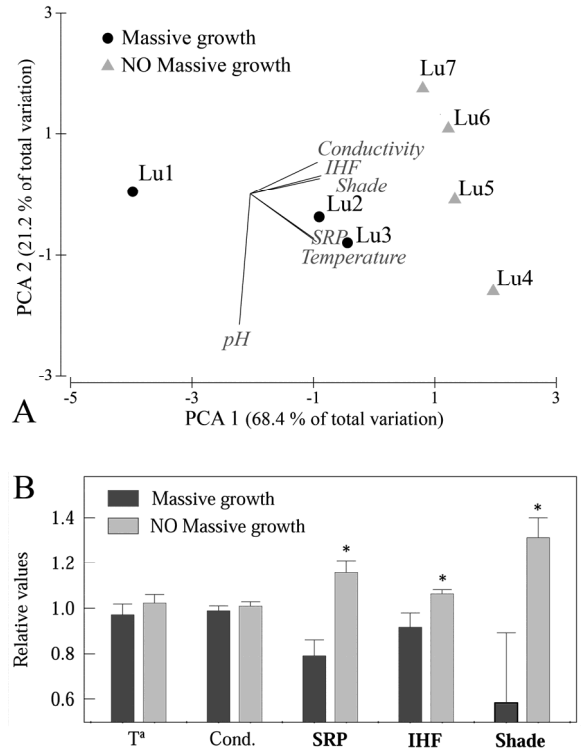 3
Massive growth
NO Massive growth
Lu7
1
Lu6
Conductivity
IHF
Lu1
Shade
Lu5
Lu2
SRP
Lu3
-1
Temperature
Lu4
pH
-3
PCA 2 (21.2 % of total variation)
-5
-3
-1
1
3
PCA 1 (68.4 % of total variation)
A
B
Massive growth
NO Massive growth
*
*
*
1.4
1.2
1.0
0.8
0.6
Relative values
Tª
Cond.
SRP
IHF
Shade